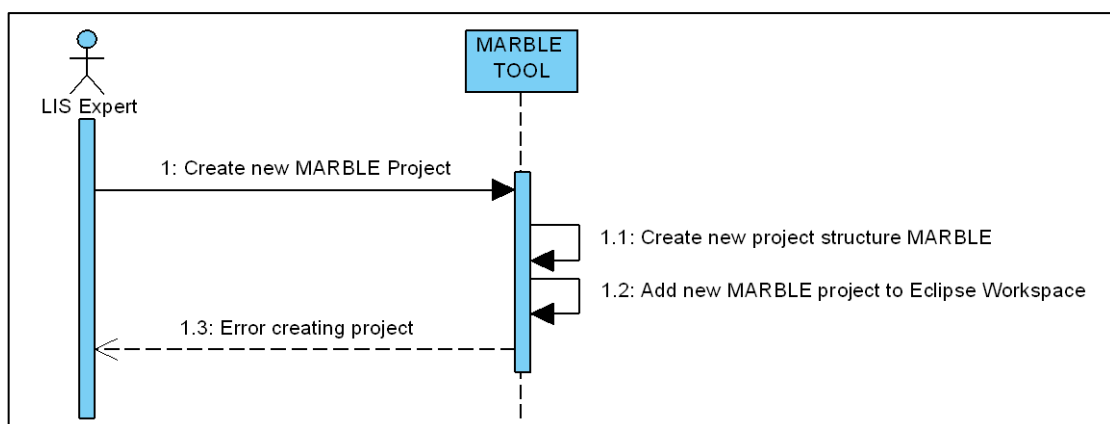 MARBLE
TOOL
LIS Expert
1: Create new MARBLE Project
1.1: Create new project structure MARBLE
1.2: Add new MARBLE project to Eclipse Workspace
1.3: Error creating project